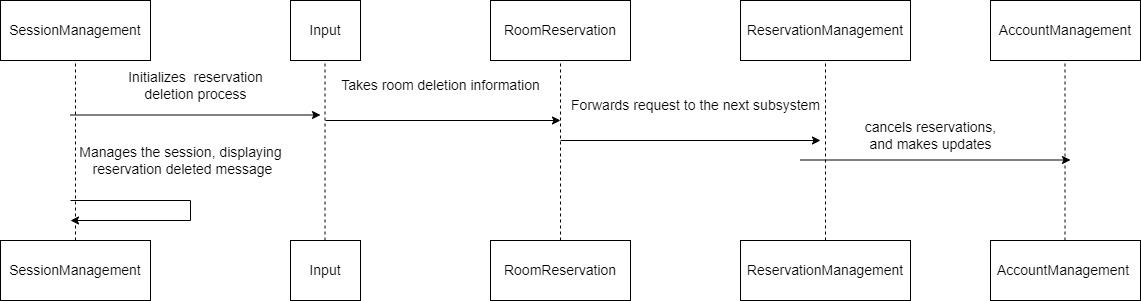 SessionManagement
Input
RoomReservation
ReservationManagement
AccountManagement
Initializes reservation
deletion process
Takes room deletion information
Forwards request to the next subsystem
cancels reservations,
and makes updates
Manages the session, displaying
reservation deleted message
SessionManagement
Input
RoomReservation
ReservationManagement
AccountManagement